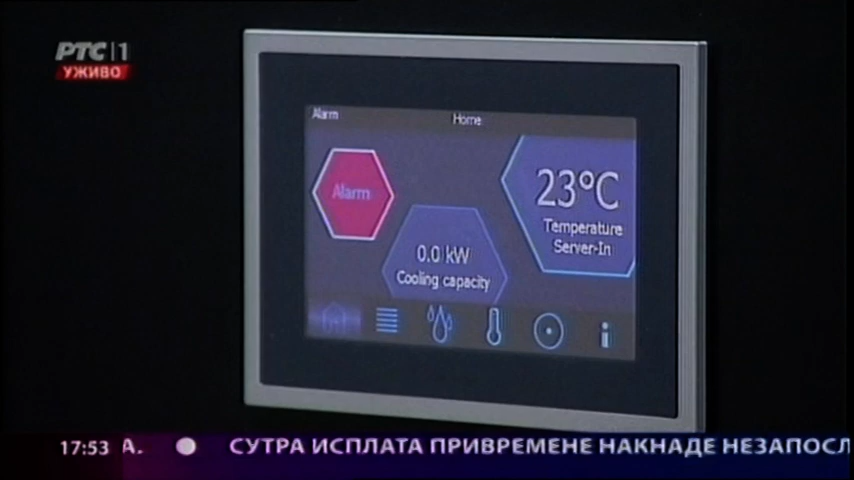 РТС 1
УЖИВО
Alarm
Home
Alarm
23°C
Temperature
Server-In
0.0 kW
Cooling capacity
17:53 А. СУТРА ИСПЛАТА ПРИВРЕМЕНЕ НАКНАДЕ НЕЗАПОСЛ